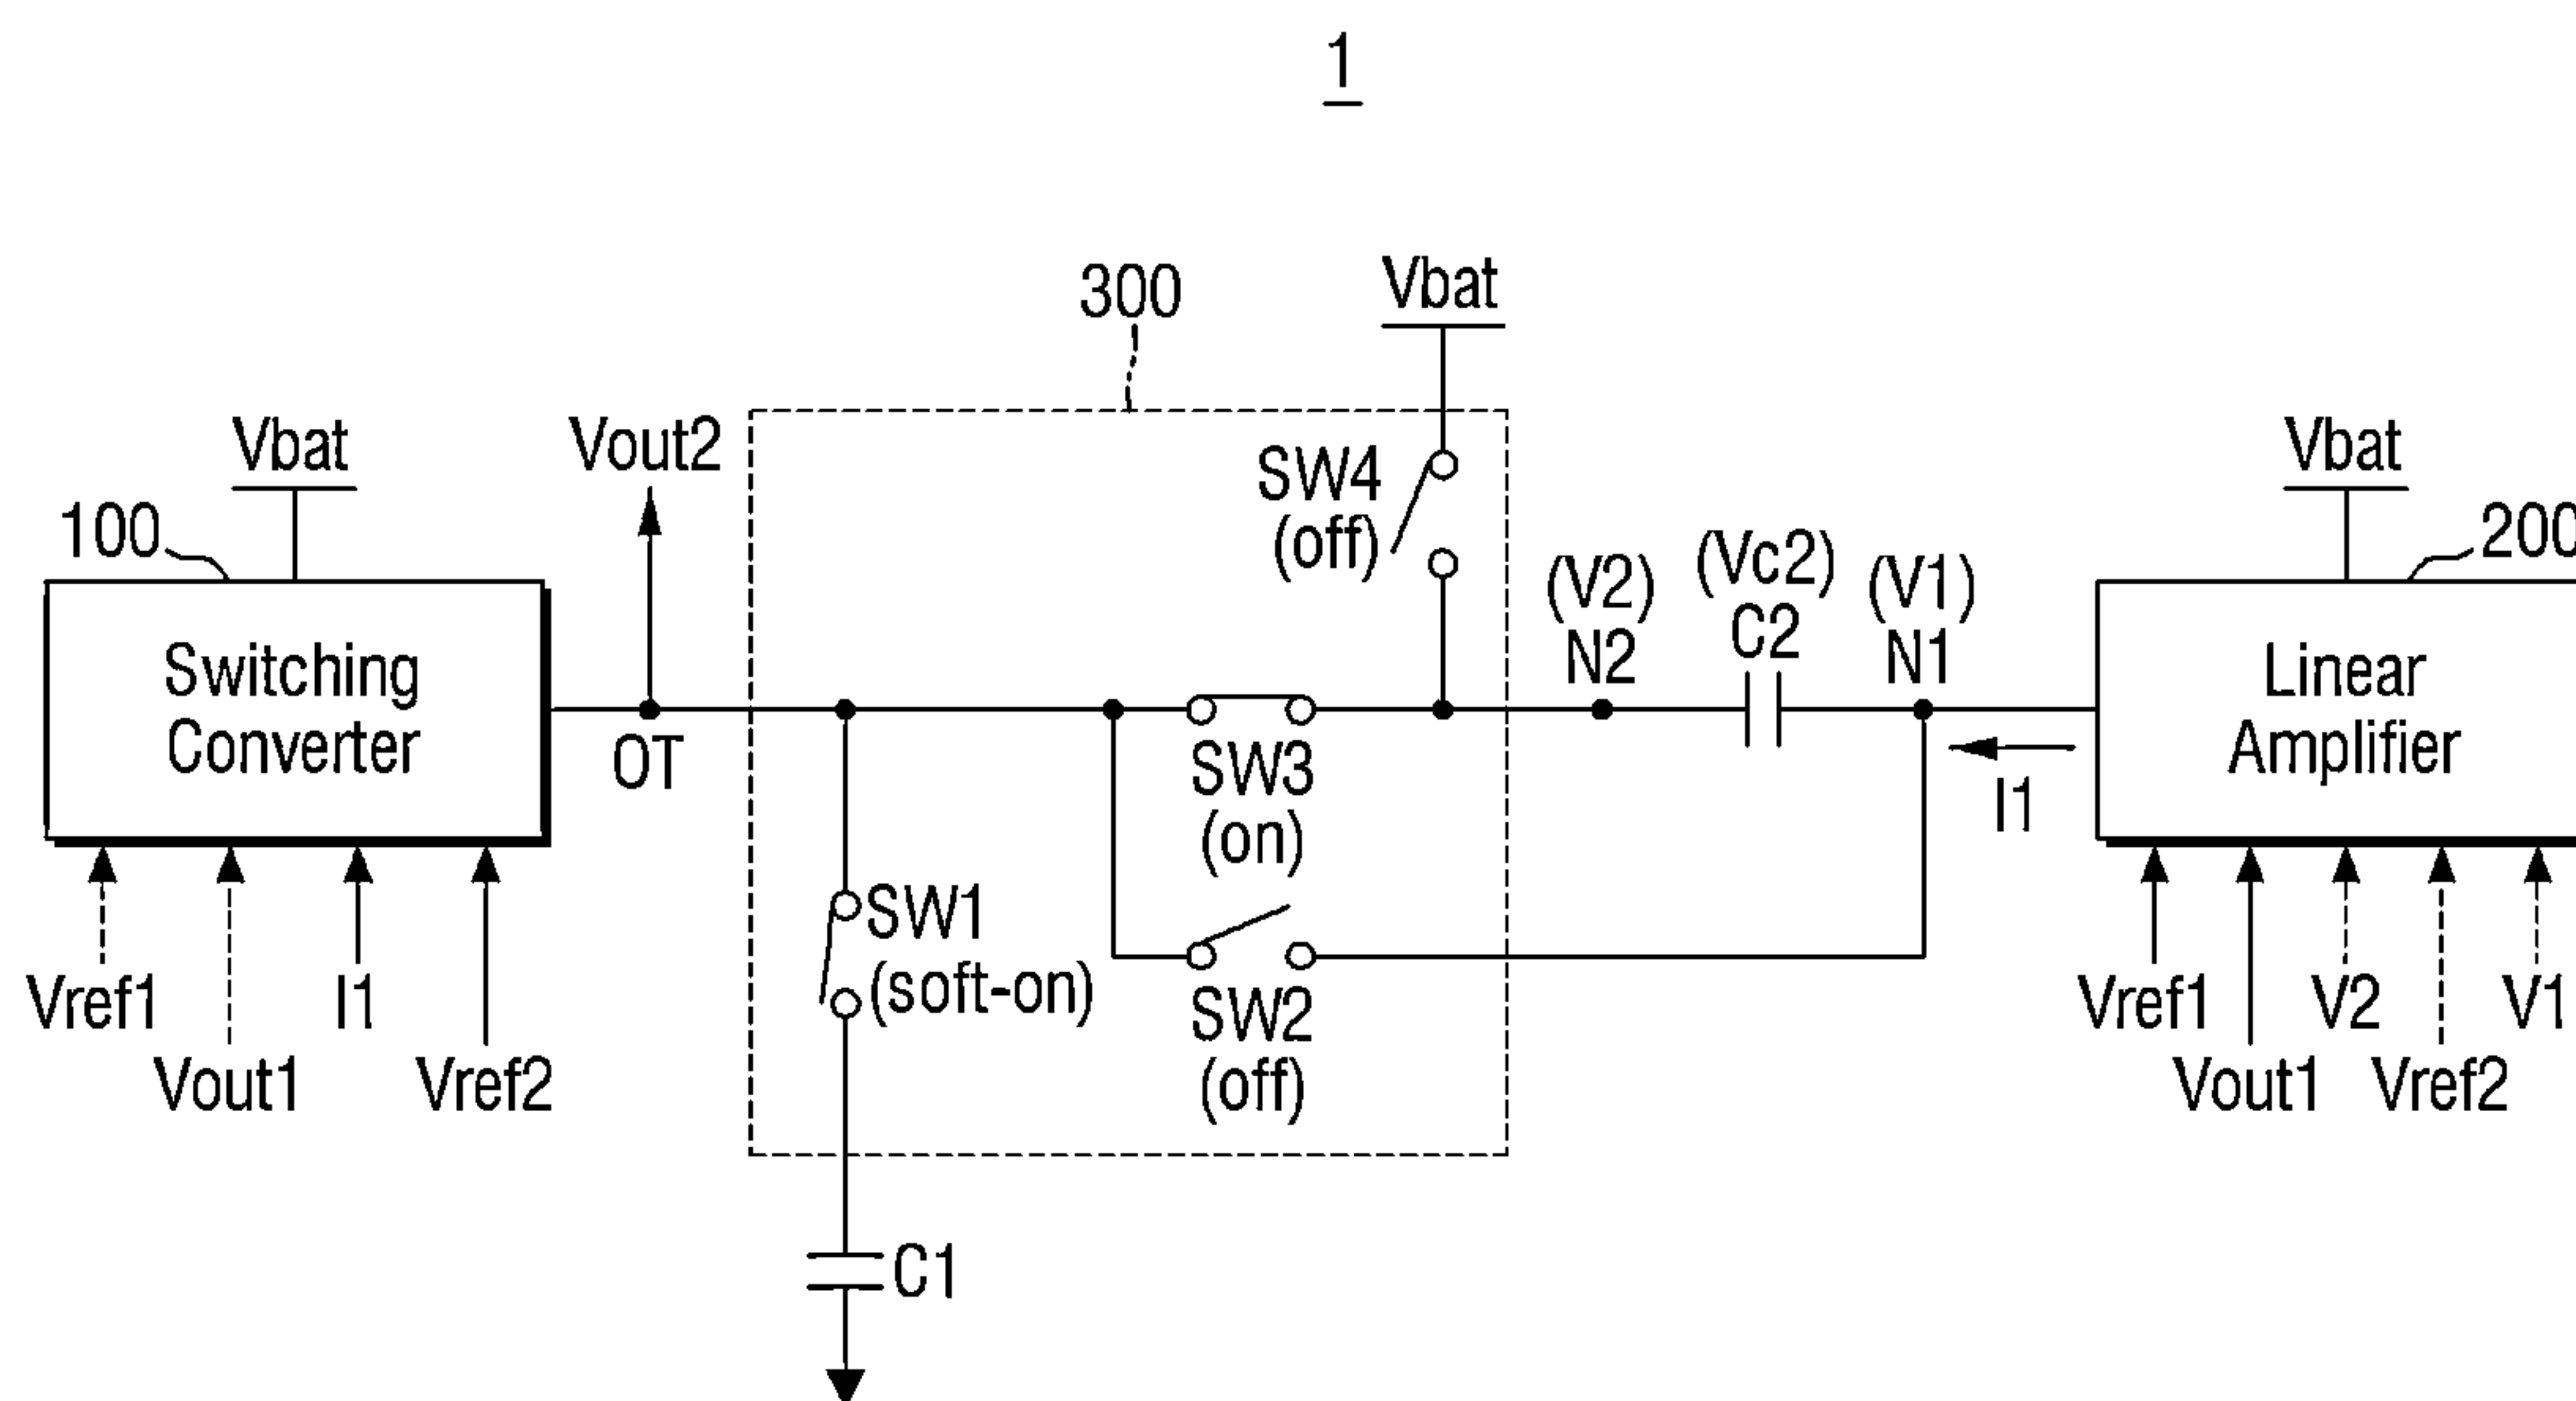 1
300
Vbat
Vbat
Vout2
SW4
(off)
Vbat
100
200
(V2)
N2
(Vc2)
C2
(V1)
N1
Switching
Converter
Linear
Amplifier
OT
SW3
(on)
I1
SW1
(soft-on)
SW2
(off)
Vref1
Vout1
I1
Vref2
Vref1
Vout1
V2
Vref2
V1
C1